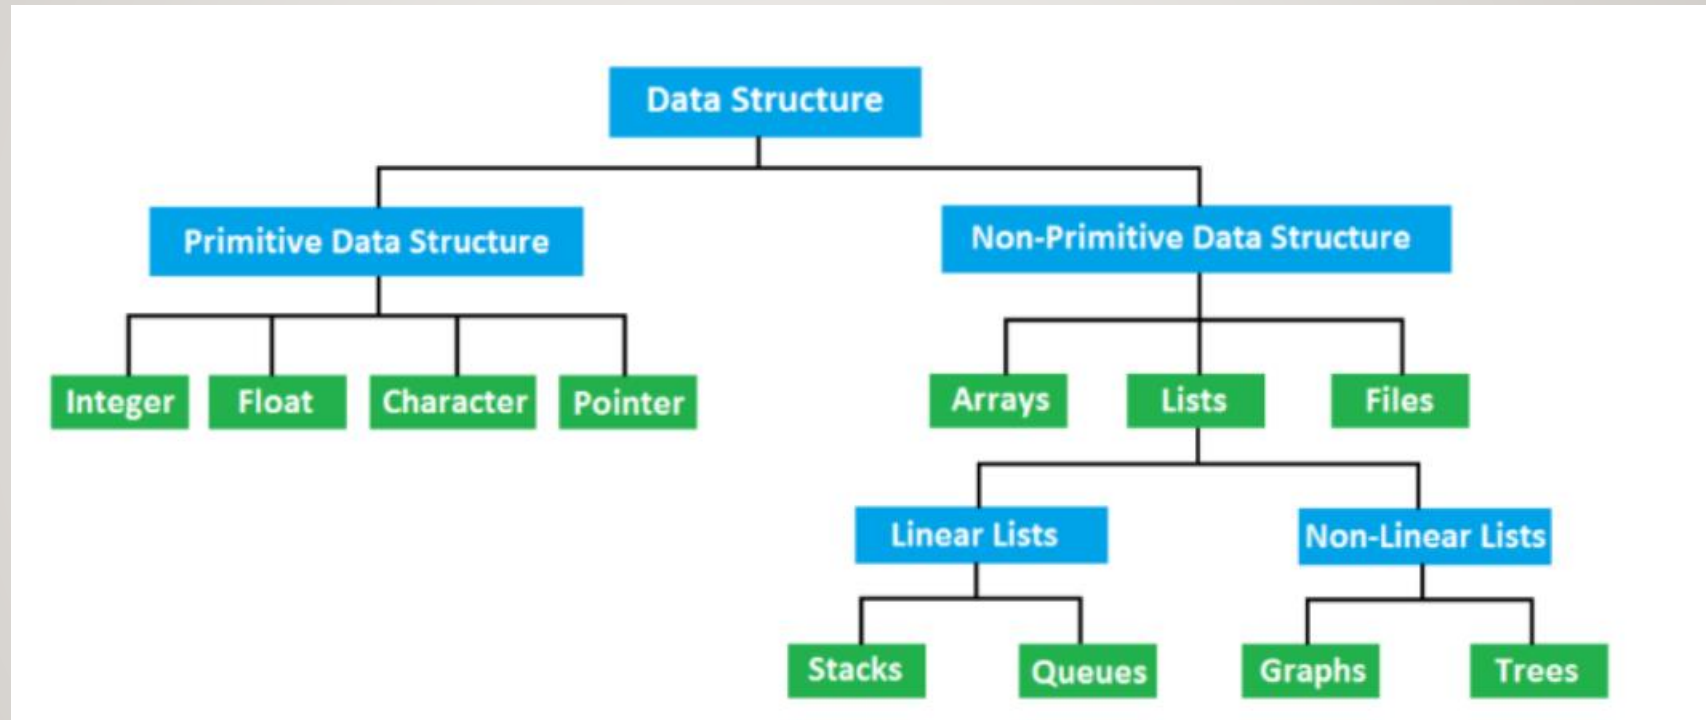 Data Structure
Primitive Data Structure
Non-Primitive Data Structure
Integer
Float
Character
Pointer
Arrays
Lists
Files
Linear Lists
Non-Linear Lists
Stacks
Queues
Graphs
Trees